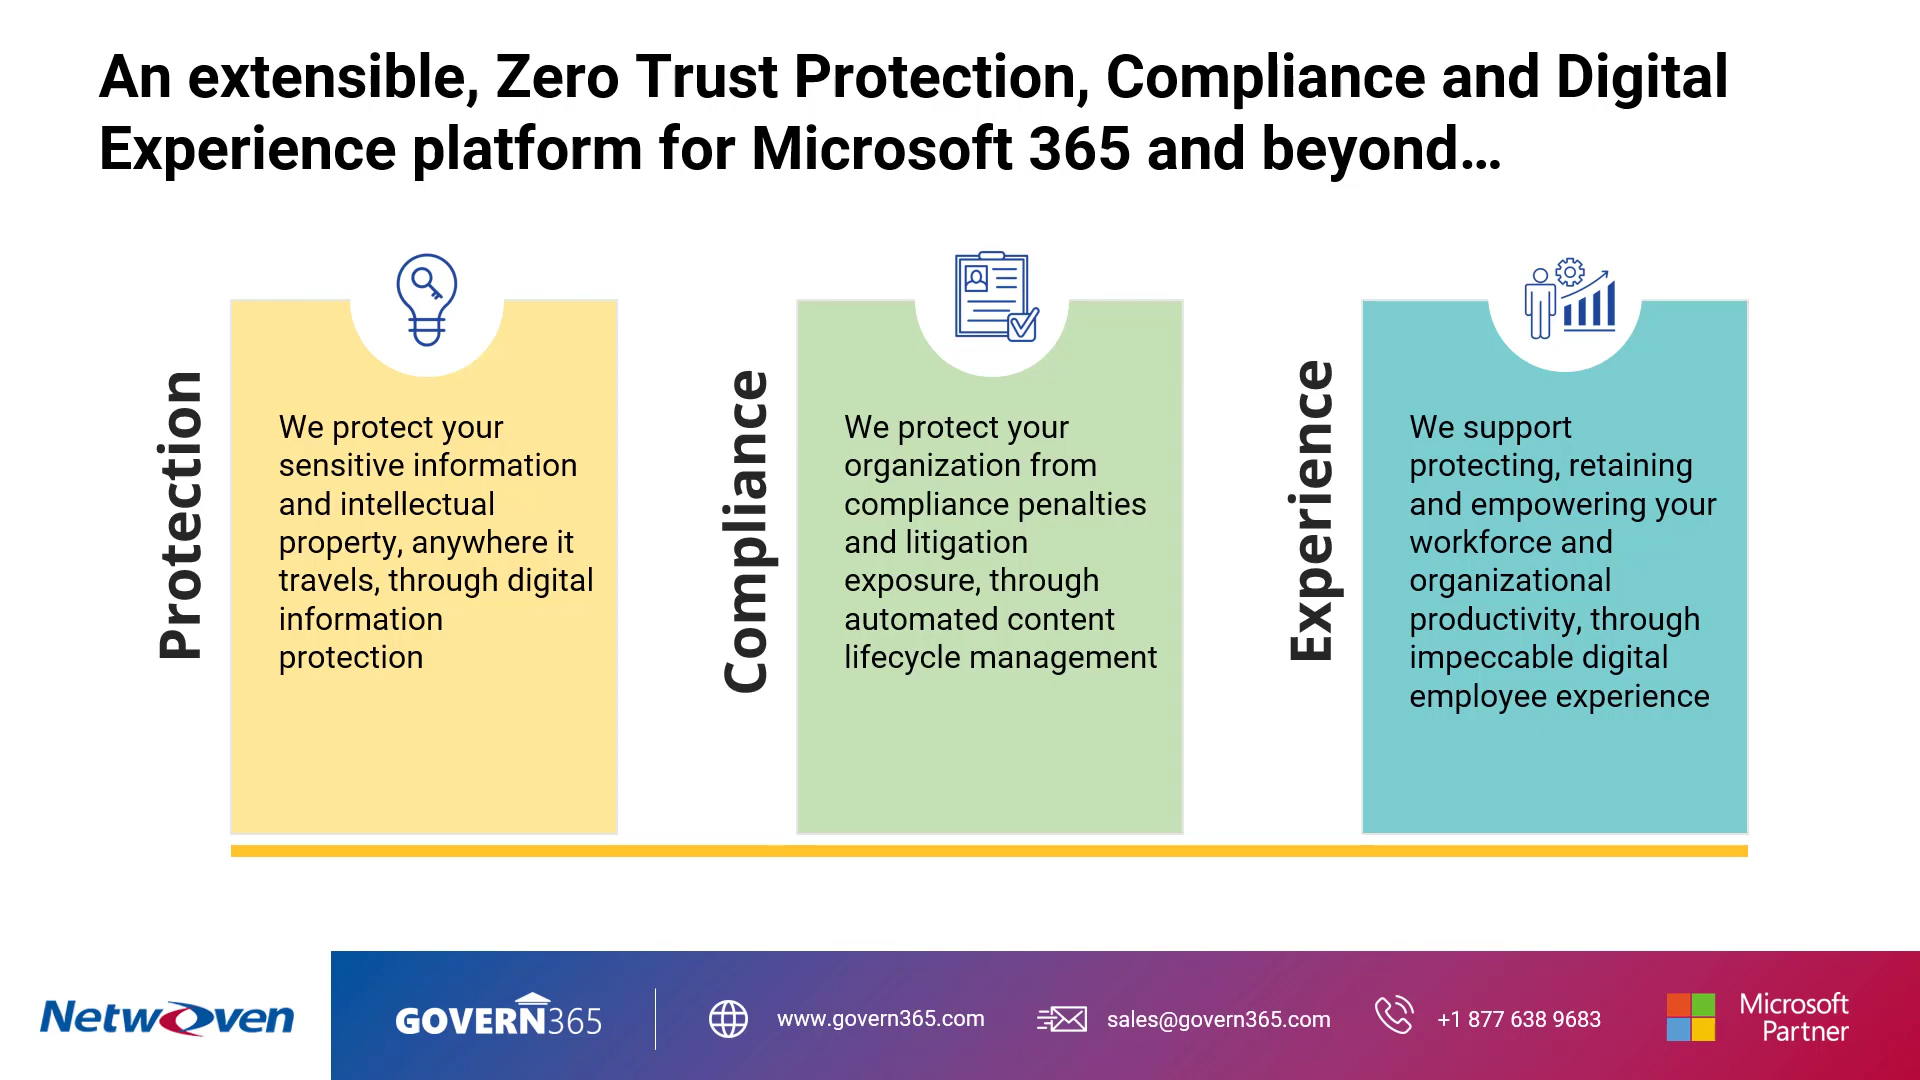 An extensible, Zero Trust Protection, Compliance and Digital
Experience platform for Microsoft 365 and beyond…
Protection
We protect your
sensitive information
and intellectual
property, anywhere it
travels, through digital
information
protection
Compliance
We protect your
organization from
compliance penalties
and litigation
exposure, through
automated content
lifecycle management
Experience
We support
protecting, retaining
and empowering your
workforce and
organizational
productivity, through
impeccable digital
employee experience
Netwoven
GOVERN365
www.govern365.com
sales@govern365.com
+1 877 638 9683
Microsoft
Partner